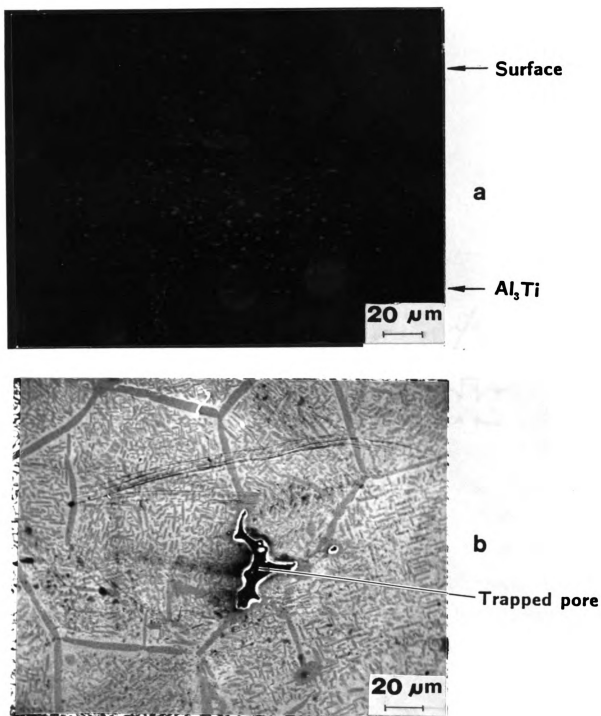 Surface
a
Al₃Ti
20 µm
b
Trapped pore
20 µm